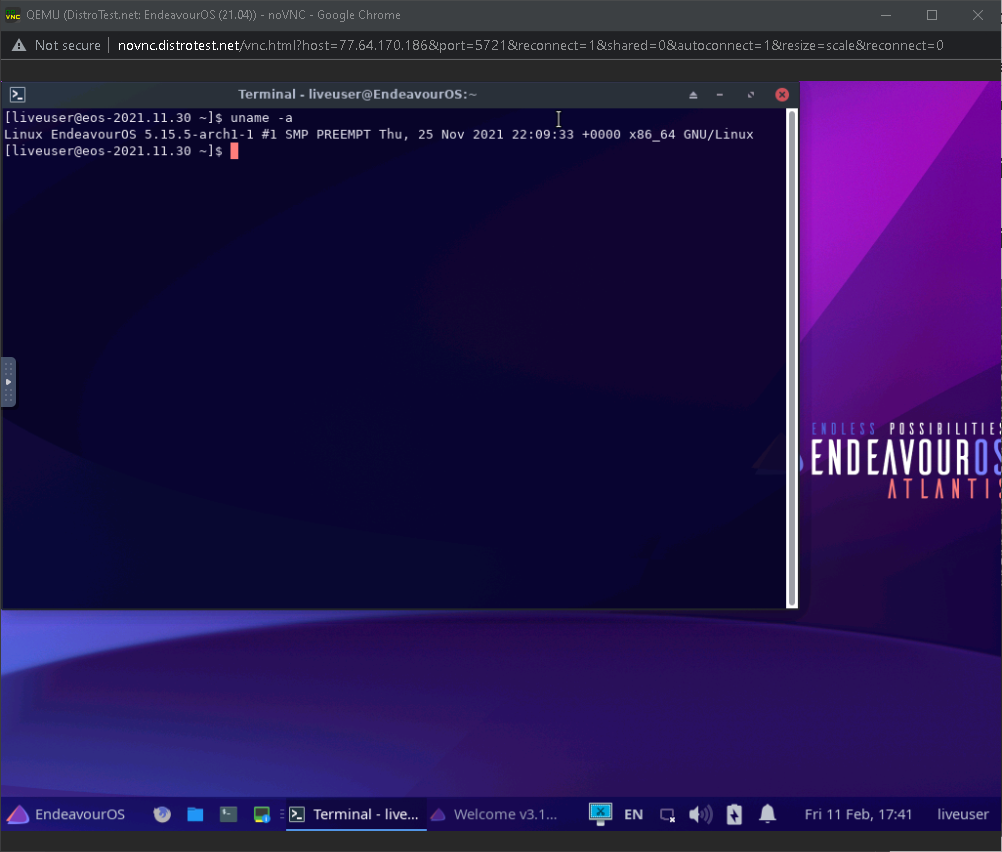 QEMU (DistroTest.net: EndeavourOS (21.04)) - noVNC - Google Chrome
Not secure | novnc.distrotest.net/vnc.html?host=77.64.170.186&port=5721&reconnect=1&shared=0&autoconnect=1&resize=scale&reconnect=0
Terminal - liveuser@EndeavourOS:~
[liveuser@eos-2021.11.30 ~]$ uname -a
Linux EndeavourOS 5.15.5-arch1-1 #1 SMP PREEMPT Thu, 25 Nov 2021 22:09:33 +0000 x86_64 GNU/Linux
[liveuser@eos-2021.11.30 ~]$
ENDLESS POSSIBILITIES
ENDEAVOUROS
ATLANTIS
EndeavourOS Terminal - live... Welcome v3.1... EN Fri 11 Feb, 17:41 liveuser